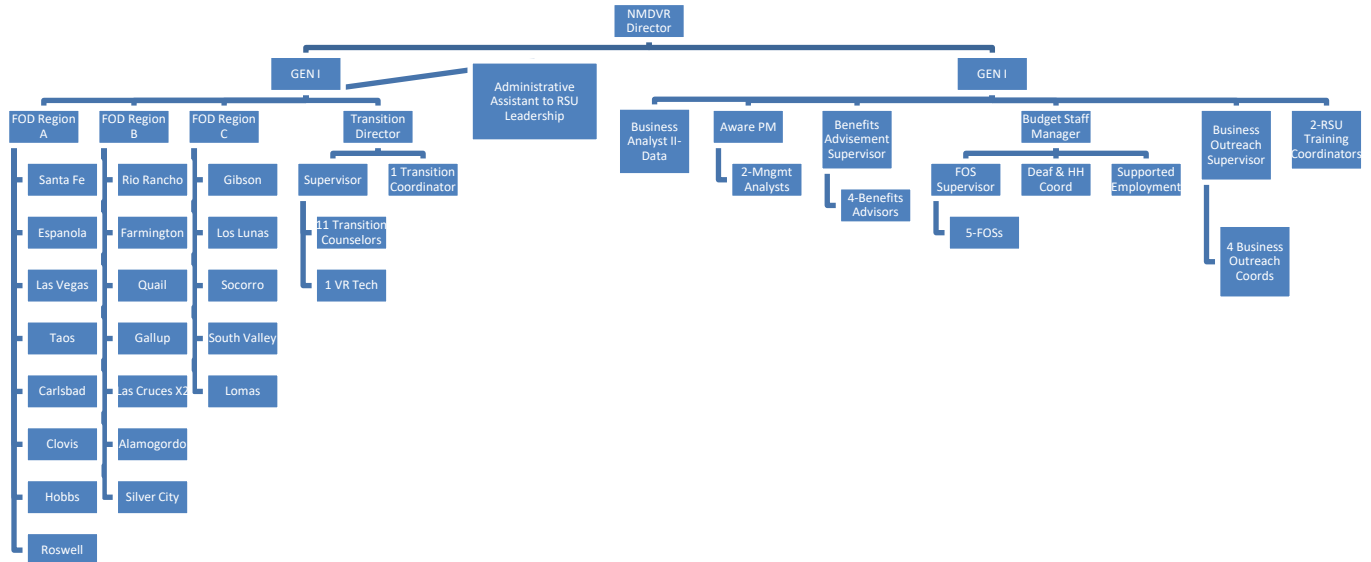 NMDVR
Director
GEN I
GEN I
Administrative
Assistant to RSU
Leadership
FOD Region
A
FOD Region
B
FOD Region
C
Transition
Director
Business
Analyst II-
Data
Aware PM
Benefits
Advisement
Supervisor
Budget Staff
Manager
Business
Outreach
Supervisor
2-RSU
Training
Coordinators
Santa Fe
Espanola
Las Vegas
Taos
Carlsbad
Clovis
Hobbs
Roswell
Rio Rancho
Farmington
Quail
Gallup
Las Cruces X2
Alamogordo
Silver City
Gibson
Los Lunas
Socorro
South Valley
Lomas
Supervisor
1 Transition
Coordinator
11 Transition
Counselors
1 VR Tech
2-Mngmt
Analysts
4-Benefits
Advisors
FOS
Supervisor
Deaf & HH
Coord
Supported
Employment
5-FOSs
4 Business
Outreach
Coords